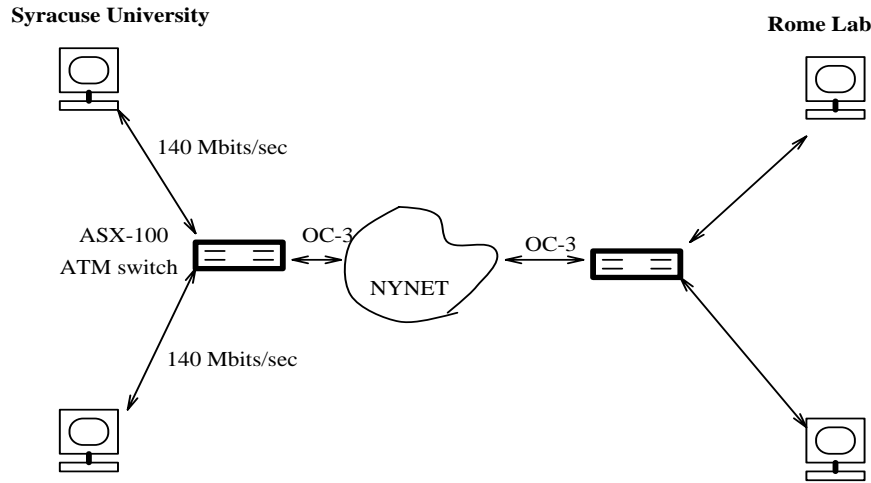 Syracuse University
Rome Lab
140 Mbits/sec
ASX-100
ATM switch
OC-3
NYNET
OC-3
140 Mbits/sec